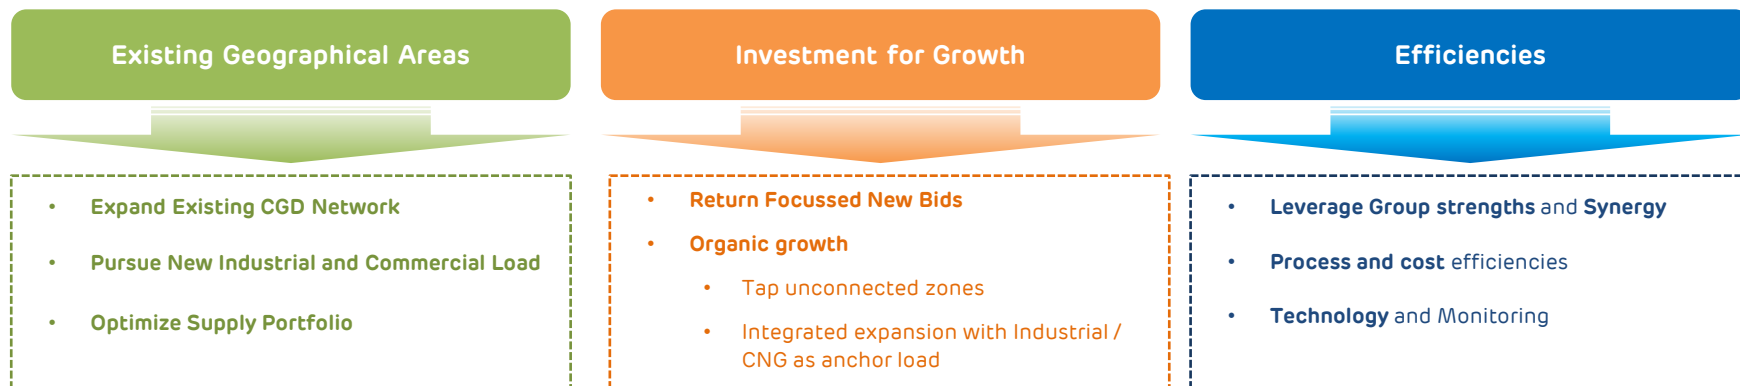 Existing Geographical Areas
• Expand Existing CGD Network
• Pursue New Industrial and Commercial Load
• Optimize Supply Portfolio
Investment for Growth
• Return Focussed New Bids
• Organic growth
• Tap unconnected zones
• Integrated expansion with Industrial /
CNG as anchor load
Efficiencies
• Leverage Group strengths and Synergy
• Process and cost efficiencies
• Technology and Monitoring